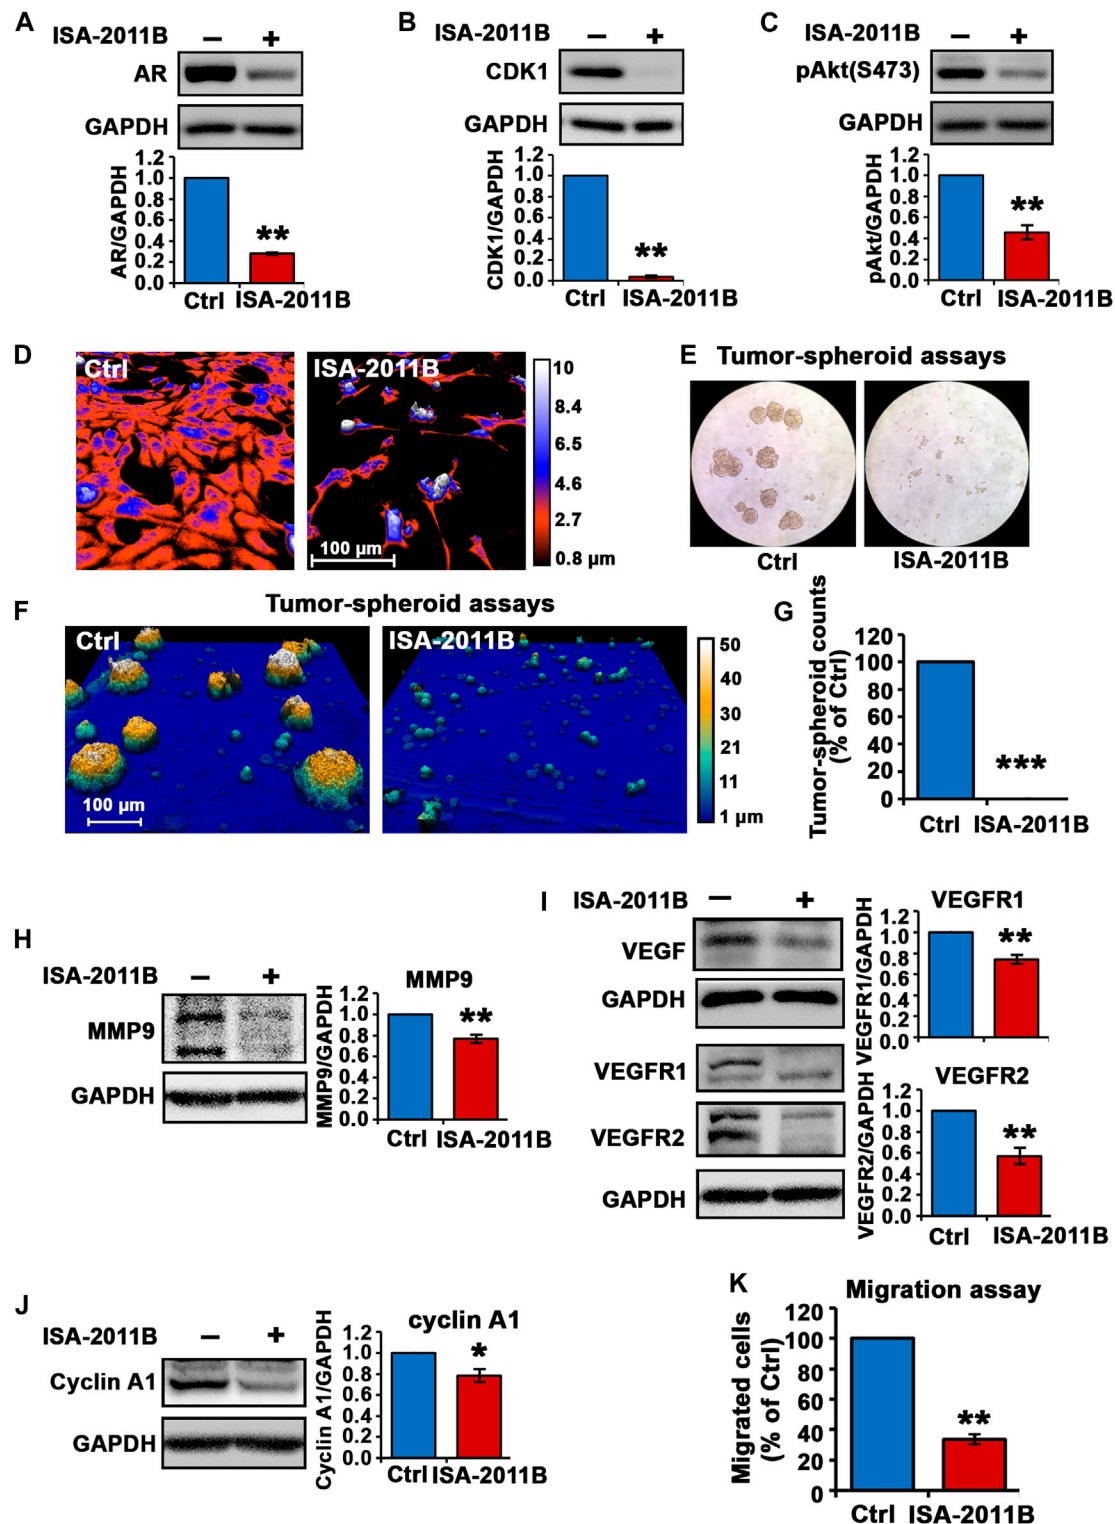 A
ISA-2011B − +
AR
GAPDH
AR/GAPDH
1.2
1.0
0.8
0.6
0.4
0.2
0.0
**
Ctrl ISA-2011B
B
ISA-2011B − +
CDK1
GAPDH
CDK1/GAPDH
1.2
1.0
0.8
0.6
0.4
0.2
0.0
**
Ctrl ISA-2011B
C
ISA-2011B − +
pAkt(S473)
GAPDH
pAkt/GAPDH
1.2
1.0
0.8
0.6
0.4
0.2
0.0
**
Ctrl ISA-2011B
D
Ctrl
ISA-2011B
100 µm
10
8.4
6.5
4.6
2.7
0.8 µm
E
Tumor-spheroid assays
Ctrl ISA-2011B
F
Tumor-spheroid assays
Ctrl
ISA-2011B
100 µm
50
40
30
21
11
1 µm
G
Tumor-spheroid counts
(% of Ctrl)
120
100
80
60
40
20
0
***
Ctrl ISA-2011B
H
ISA-2011B − +
MMP9
GAPDH
MMP9
MMP9/GAPDH
1.2
1.0
0.8
0.6
0.4
0.2
0.0
**
Ctrl ISA-2011B
I
ISA-2011B − +
VEGF
GAPDH
VEGFR1
VEGFR2
GAPDH
VEGFR1
VEGFR1/GAPDH
1.2
1.0
0.8
0.6
0.4
0.2
0.0
**
VEGFR2
VEGFR2/GAPDH
1.2
1.0
0.8
0.6
0.4
0.2
0.0
**
Ctrl ISA-2011B
J
ISA-2011B − +
Cyclin A1
GAPDH
cyclin A1
Cyclin A1/GAPDH
1.2
1.0
0.8
0.6
0.4
0.2
0.0
*
Ctrl ISA-2011B
K
Migration assay
Migrated cells
(% of Ctrl)
120
100
80
60
40
20
0
**
Ctrl ISA-2011B